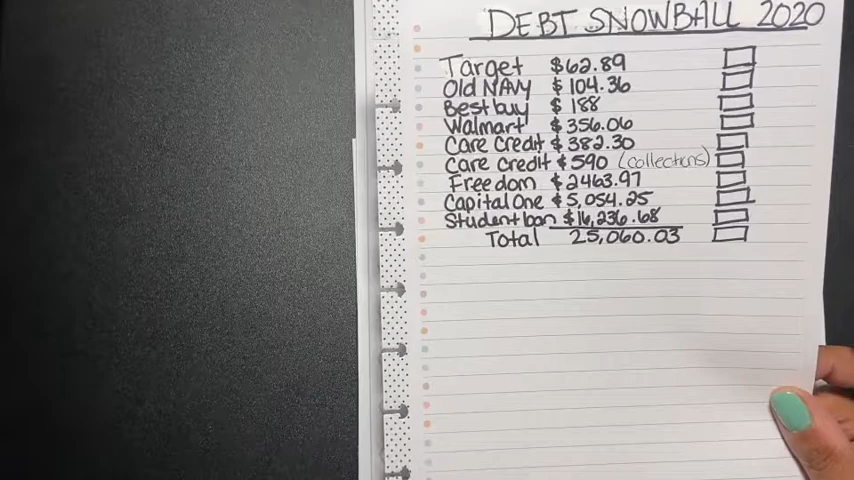 DEBT SNOWBALL 2020
Target $62.89
Old NAVY $104.36
Best buy $188
Walmart $356.06
Care Credit $382.30
Care Credit $590 (collections)
Freedom $2463.97
Capital One $5,054.25
Student loan $16,236.68
Total 25,060.03